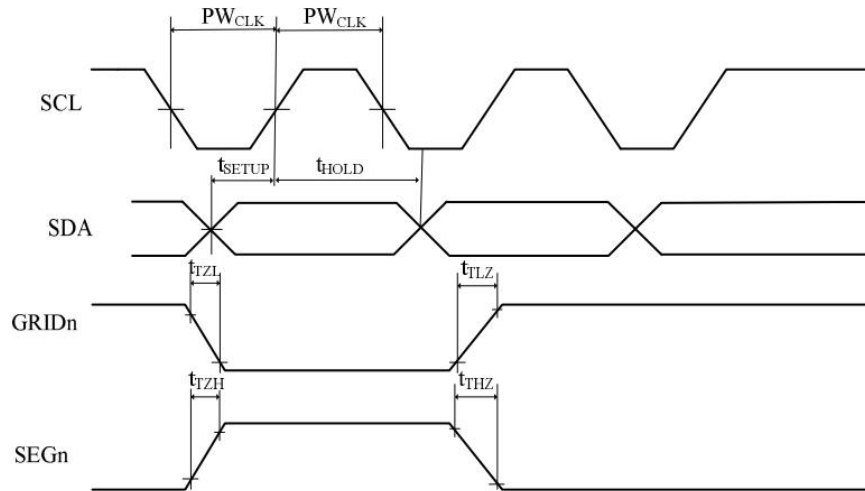 PWCLK PWCLK
SCL
tSETUP tHOLD
SDA
tTZL tTLZ
GRIDn
tTZH tTHZ
SEGn